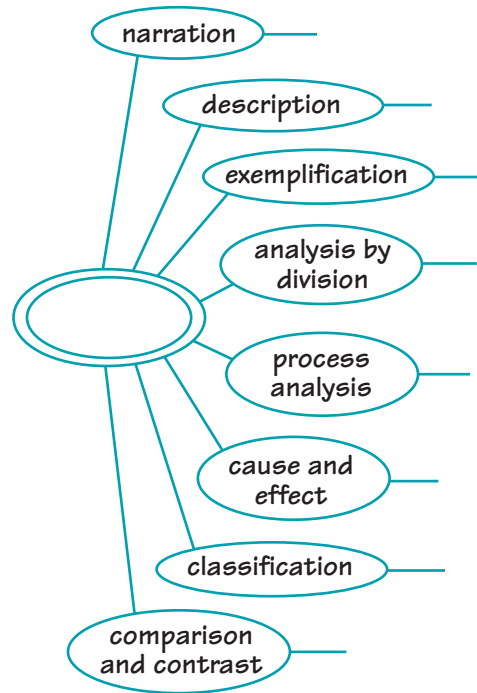 narration
description
exemplification
analysis by
division
process
analysis
cause and
effect
classification
comparison
and contrast